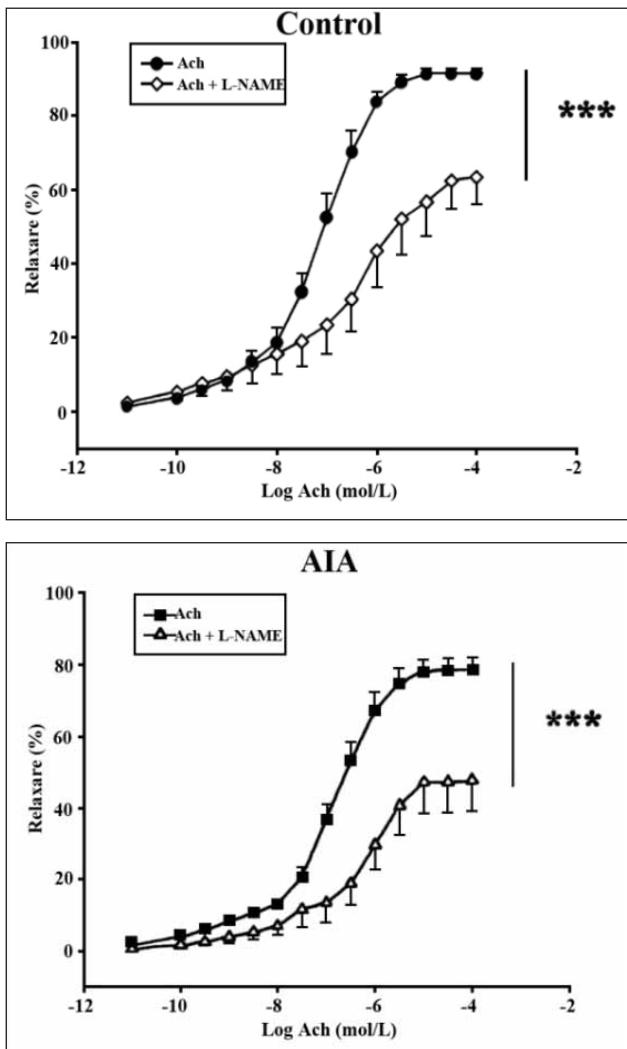 Control
Ach
Ach + L-NAME
***
Relaxare (%)
100
80
60
40
20
0
-12
-10
-8
-6
-4
-2
Log Ach (mol/L)
AIA
Ach
Ach + L-NAME
***
Relaxare (%)
100
80
60
40
20
0
-12
-10
-8
-6
-4
-2
Log Ach (mol/L)